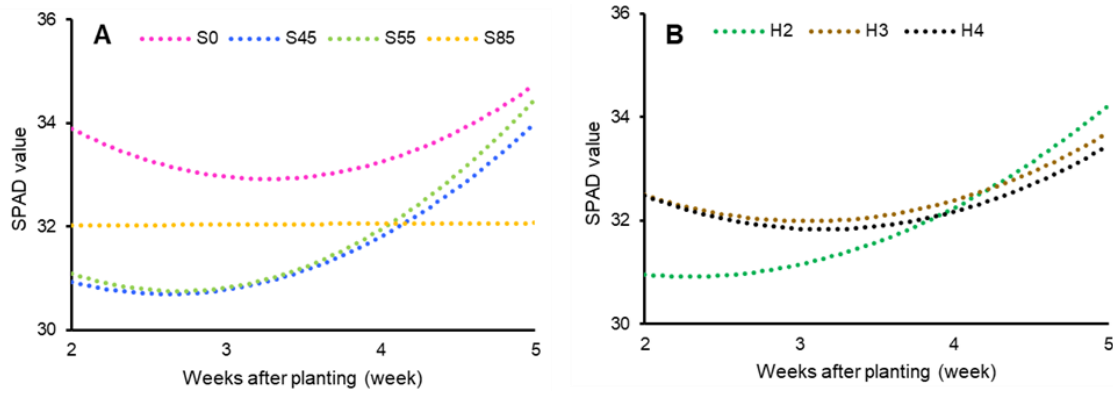 A
S0 S45 S55 S85
36
34
32
30
SPAD value
2 3 4 5
Weeks after planting (week)
B
H2 H3 H4
36
34
32
30
SPAD value
2 3 4 5
Weeks after planting (week)